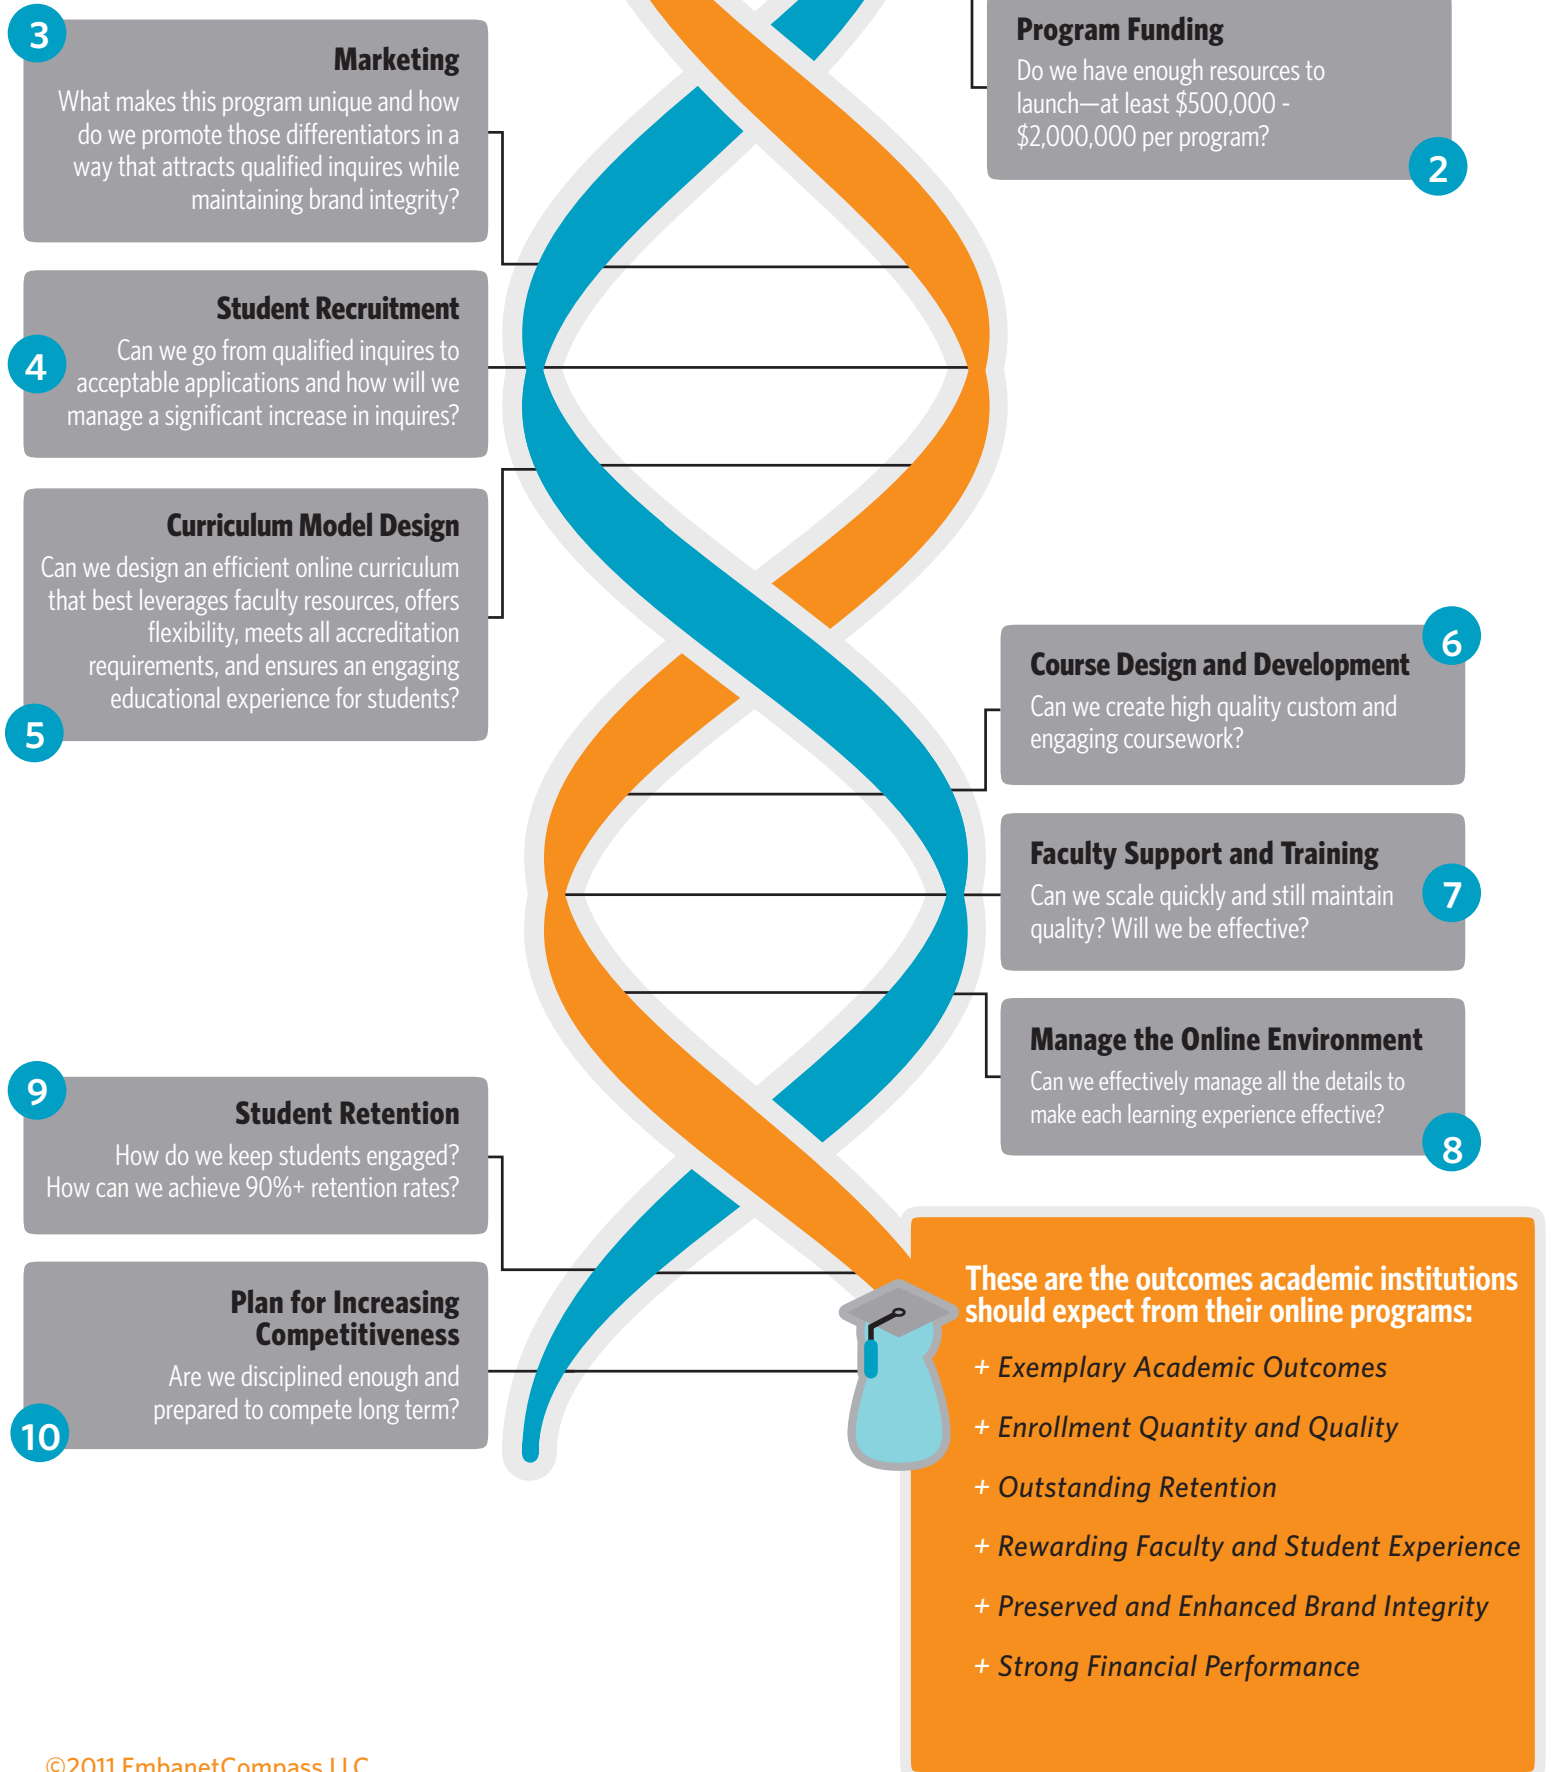 Program Funding
Do we have enough resources to
launch—at least $500,000 -
$2,000,000 per program?
2
3
Marketing
What makes this program unique and how
do we promote those differentiators in a
way that attracts qualified inquires while
maintaining brand integrity?
4
Student Recruitment
Can we go from qualified inquires to
acceptable applications and how will we
manage a significant increase in inquires?
Curriculum Model Design
Can we design an efficient online curriculum
that best leverages faculty resources, offers
flexibility, meets all accreditation
requirements, and ensures an engaging
educational experience for students?
5
6
Course Design and Development
Can we create high quality custom and
engaging coursework?
Faculty Support and Training
Can we scale quickly and still maintain
quality? Will we be effective?
7
Manage the Online Environment
Can we effectively manage all the details to
make each learning experience effective?
8
9
Student Retention
How do we keep students engaged?
How can we achieve 90%+ retention rates?
Plan for Increasing
Competitiveness
Are we disciplined enough and
prepared to compete long term?
10
These are the outcomes academic institutions
should expect from their online programs:
+ Exemplary Academic Outcomes
+ Enrollment Quantity and Quality
+ Outstanding Retention
+ Rewarding Faculty and Student Experience
+ Preserved and Enhanced Brand Integrity
+ Strong Financial Performance
©2011 EmbanetCompass LLC